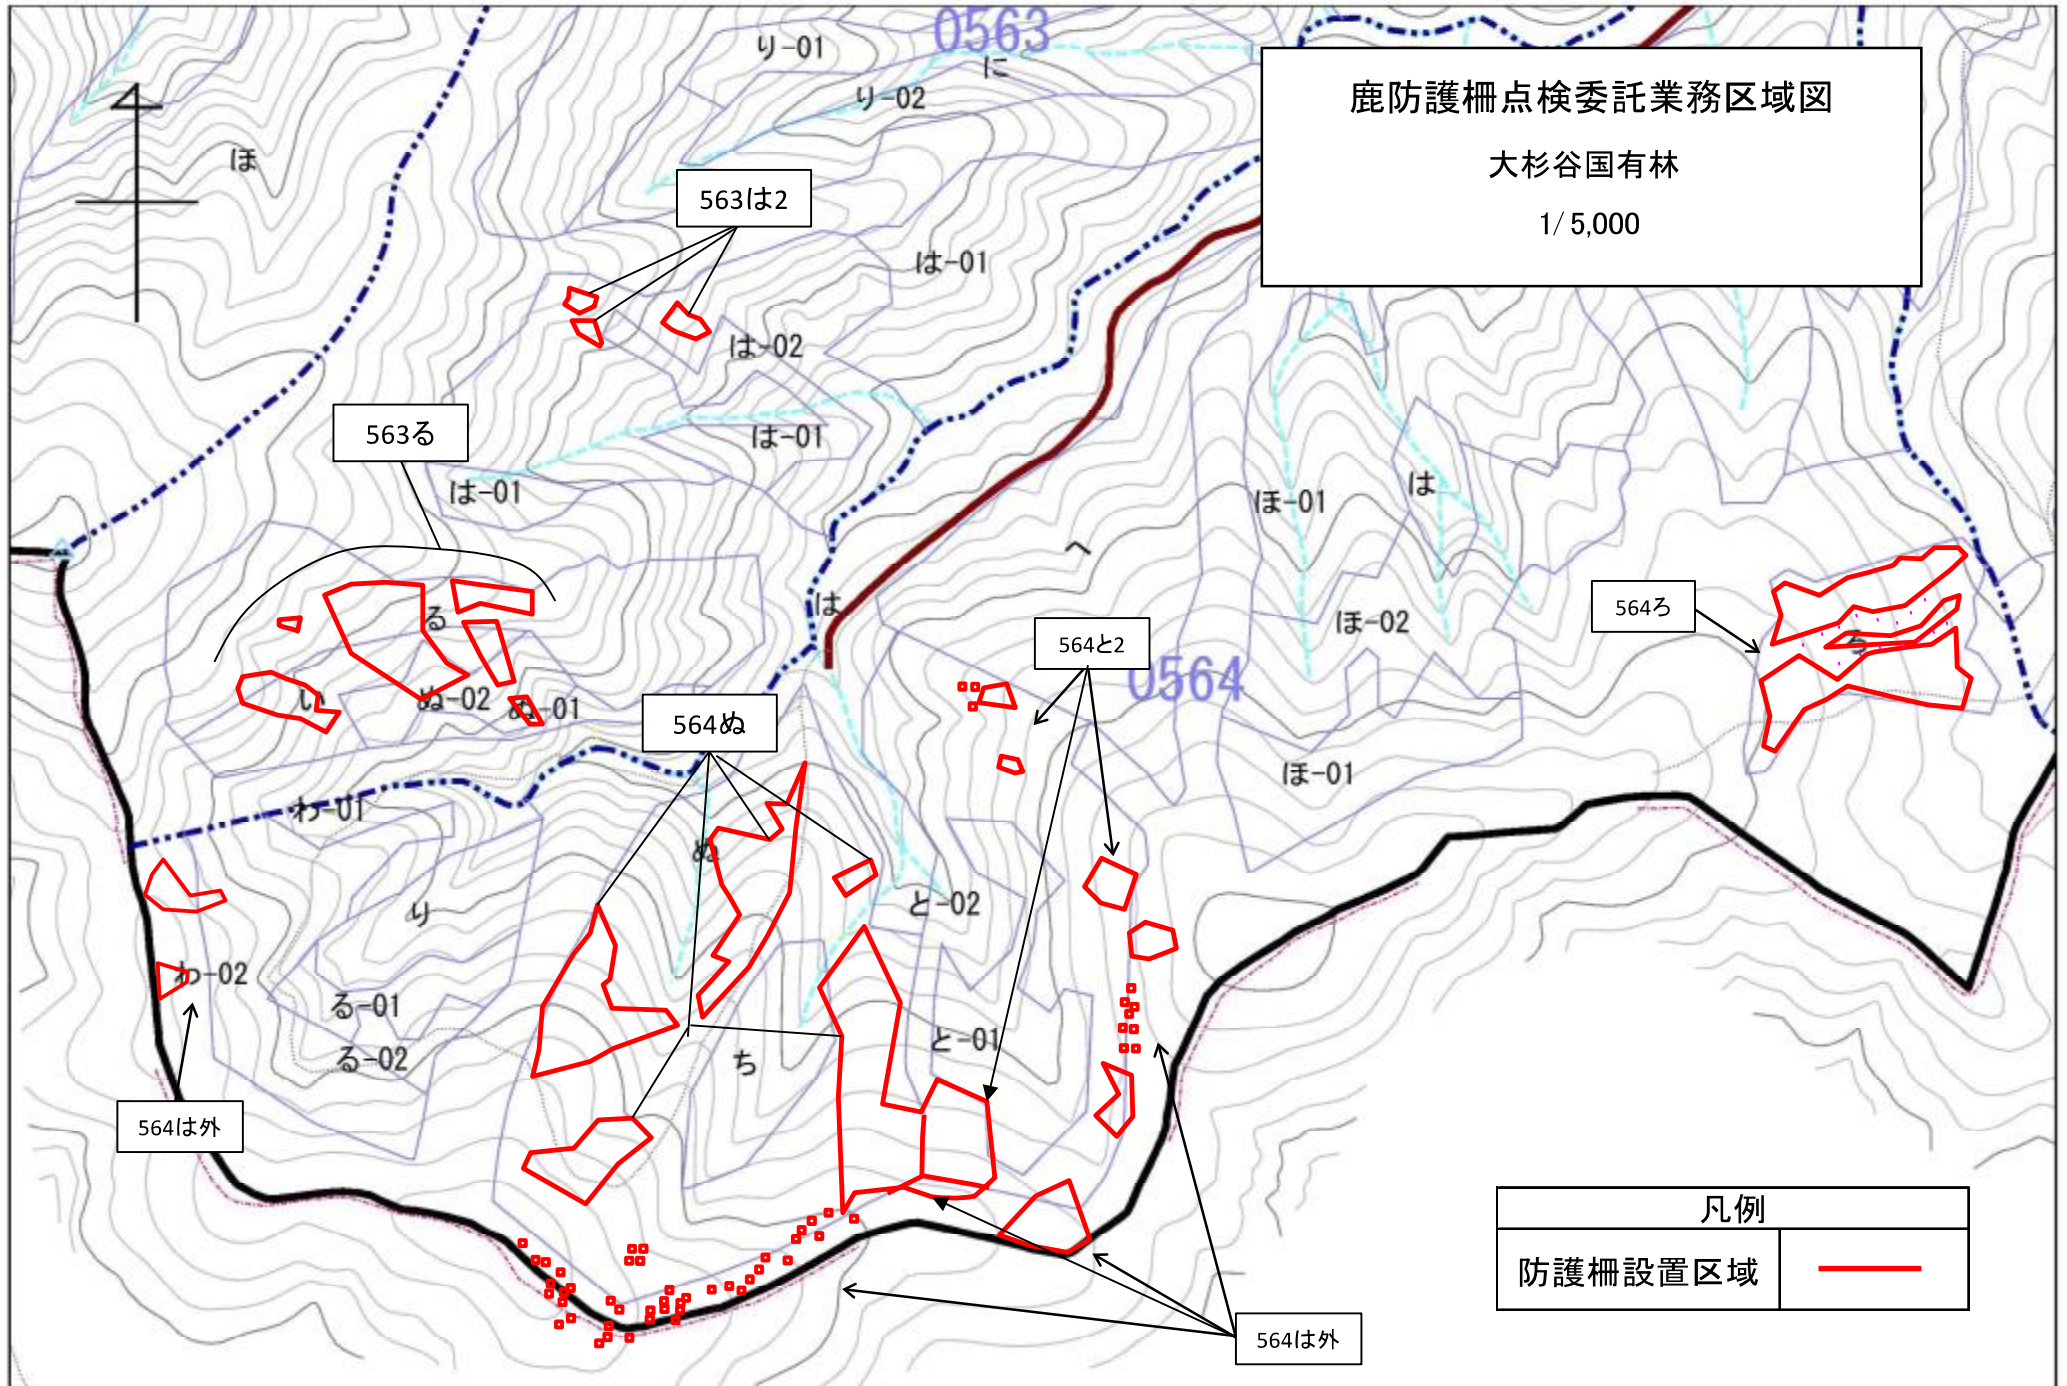 0563
り-01
に
り-02
鹿防護柵点検委託業務区域図
大杉谷国有林
1/5,000
ほ
563は2
は-01
は-02
563る
は-01
は-01
ほ-01
は
へ
は
564ろ
564と2
ほ-02
る
ろ
0564
い
ぬ-02
ぬ-01
564ぬ
ほ-01
わ-01
ぬ
り
と-02
わ-02
る-01
と-01
る-02
ち
564は外
凡例
防護柵設置区域
564は外